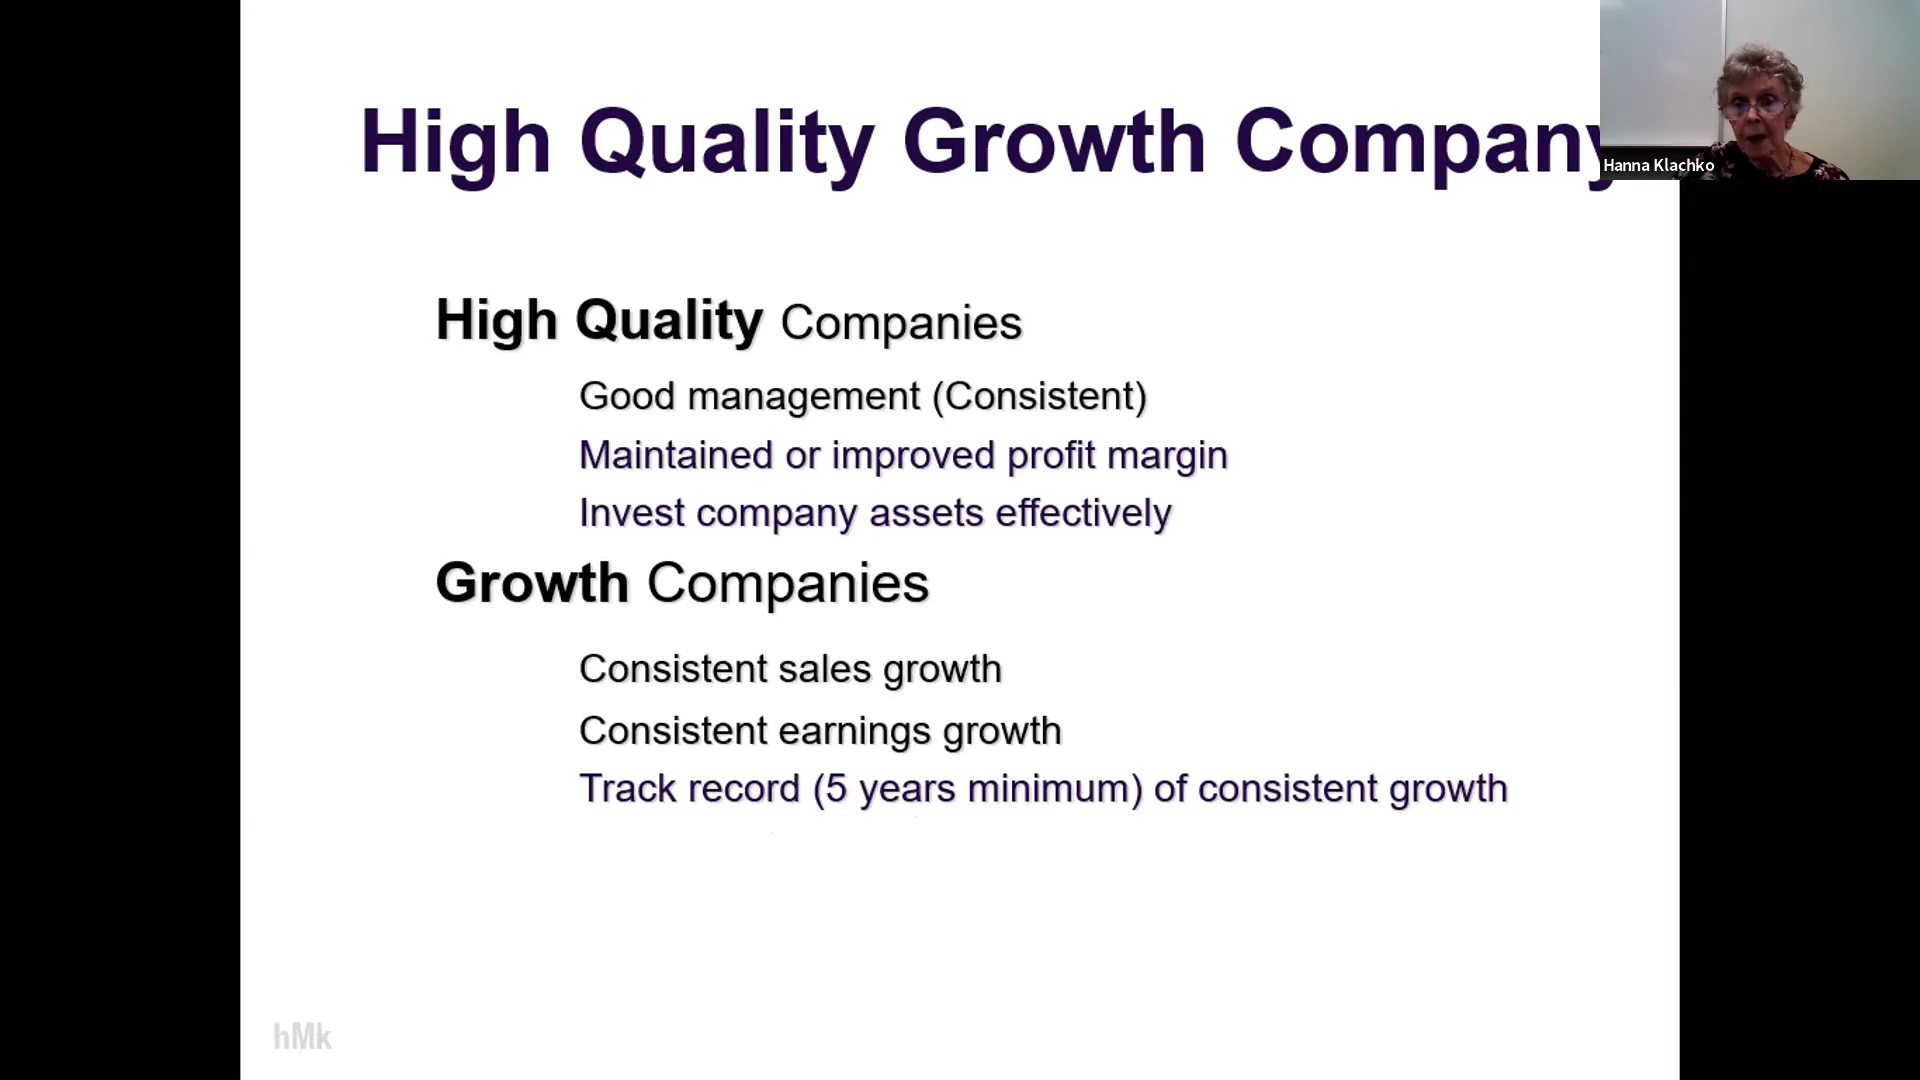 High Quality Growth Company
Hanna Klachko
High Quality Companies
Good management (Consistent)
Maintained or improved profit margin
Invest company assets effectively
Growth Companies
Consistent sales growth
Consistent earnings growth
Track record (5 years minimum) of consistent growth
hMk